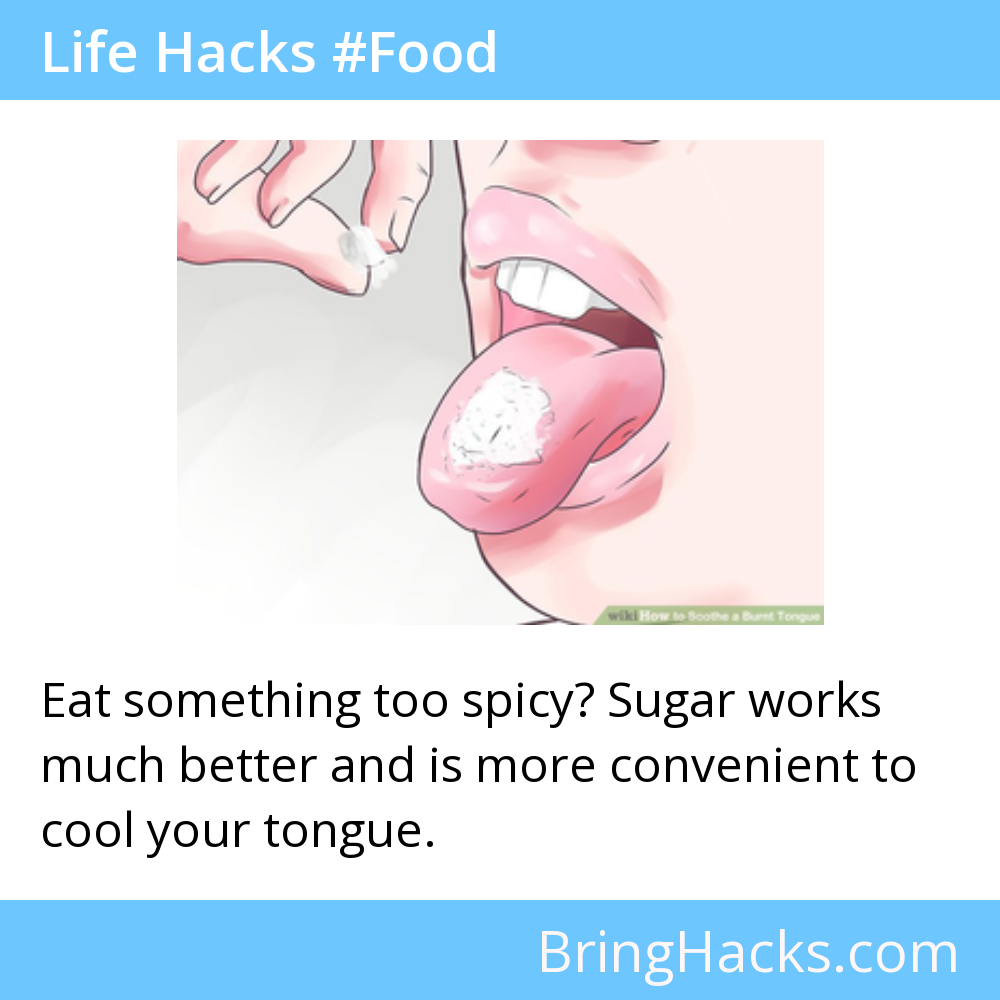 Life Hacks #Food
wikiHow to Soothe a Burnt Tongue
Eat something too spicy? Sugar works
much better and is more convenient to
cool your tongue.
BringHacks.com